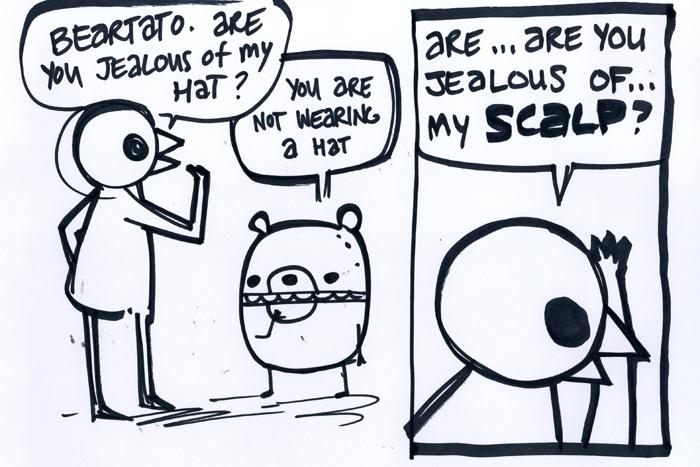 BEARTATO. ARE
YOU JEALOUS OF MY
HAT?
YOU ARE
NOT WEARING
A HAT
ARE...ARE YOU
JEALOUS OF...
MY SCALP?